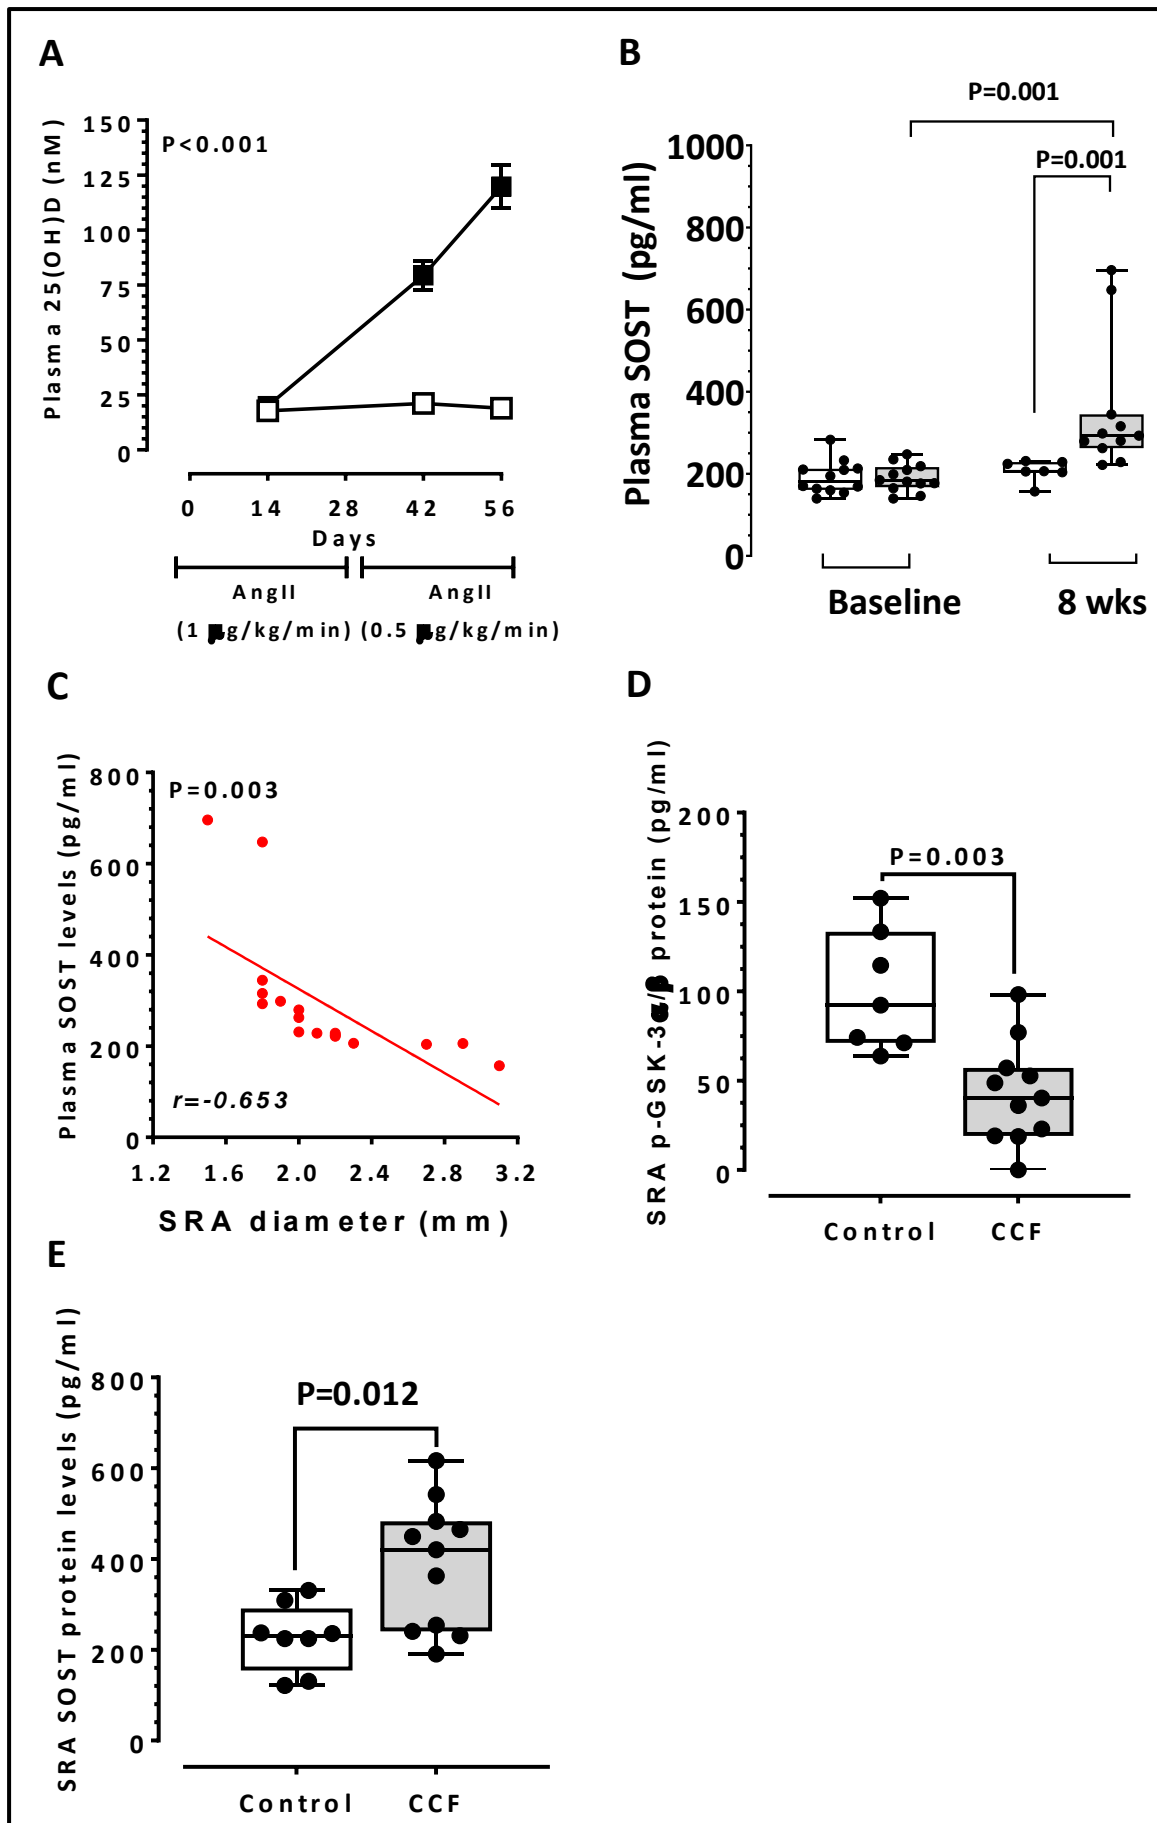 A
Plasma 25(OH)D (nM)
150
125
100
75
50
25
0
P<0.001
0 14 28 42 56
Days
AngII AngII
(1 μg/kg/min) (0.5 μg/kg/min)
B
Plasma SOST (pg/ml)
1000
800
600
400
200
0
P=0.001
P=0.001
Baseline 8 wks
C
Plasma SOST levels (pg/ml)
800
600
400
200
0
P=0.003
r=-0.653
1.2 1.6 2.0 2.4 2.8 3.2
SRA diameter (mm)
D
SRA p-GSK-3α/β protein (pg/ml)
200
150
100
50
0
P=0.003
Control CCF
E
SRA SOST protein levels (pg/ml)
800
600
400
200
0
P=0.012
Control CCF